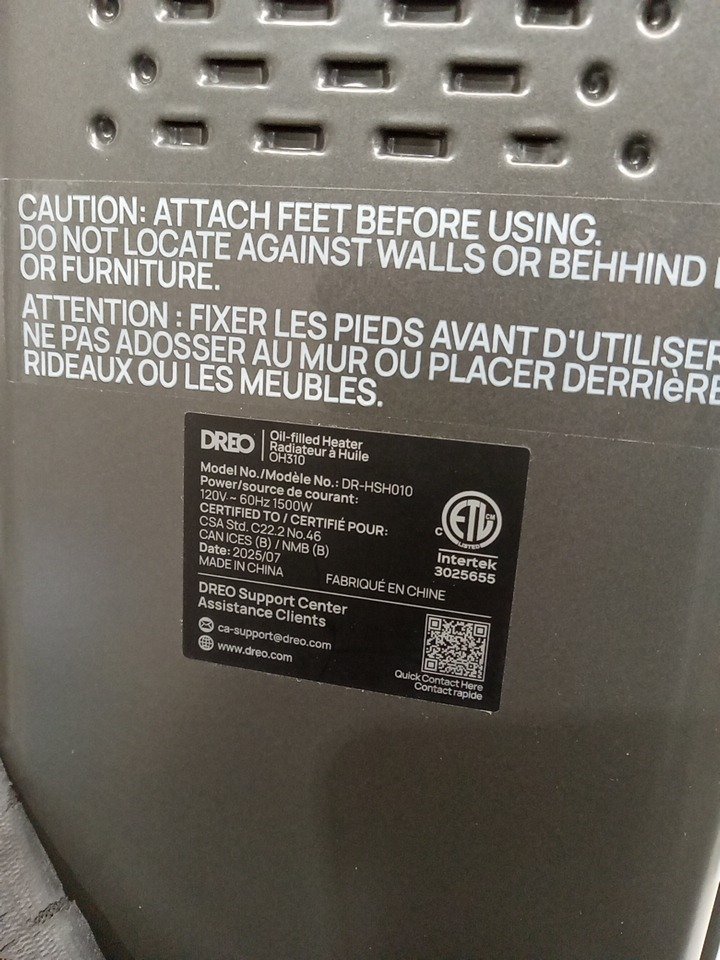 CAUTION: ATTACH FEET BEFORE USING.
DO NOT LOCATE AGAINST WALLS OR BEHHIND
OR FURNITURE.
ATTENTION : FIXER LES PIEDS AVANT D'UTILISER
NE PAS ADOSSER AU MUR OU PLACER DERRIèRE
RIDEAUX OU LES MEUBLES.
DREO
Oil-filled Heater
Radiateur à Huile
OH310
Model No./Modèle No.: DR-HSH010
Power/source de courant:
120V~ 60Hz 1500W
CERTIFIED TO / CERTIFIÉ POUR:
CSA Std. C22.2 No.46
CAN ICES (B) / NMB (B)
Date: 2025/07
MADE IN CHINA
FABRIQUÉ EN CHINE
C ETL CM
LISTED
Intertek
3025655
DREO Support Center
Assistance Clients
ca-support@dreo.com
www.dreo.com
Quick Contact Here
Contact rapide